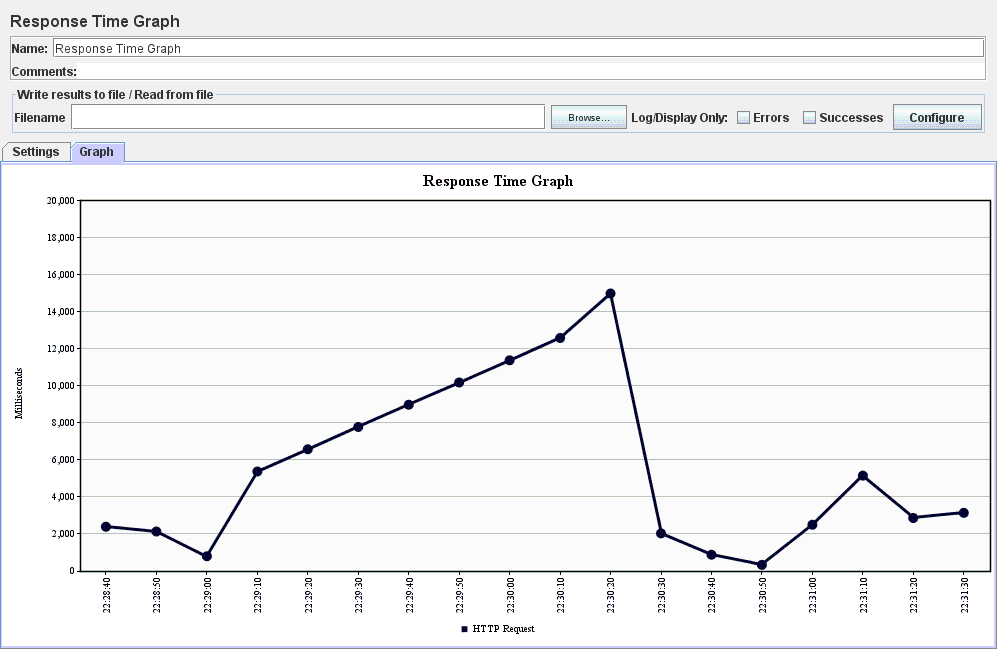 Response Time Graph
Name: Response Time Graph
Comments:
Write results to file / Read from file
Filename Browse... Log/Display Only: Errors Successes Configure
Settings Graph
Response Time Graph
20,000
18,000
16,000
14,000
12,000
10,000
8,000
6,000
4,000
2,000
0
Milliseconds
22:28:40 22:28:50 22:29:00 22:29:10 22:29:20 22:29:30 22:29:40 22:29:50 22:30:00 22:30:10 22:30:20 22:30:30 22:30:40 22:30:50 22:31:00 22:31:10 22:31:20 22:31:30
HTTP Request